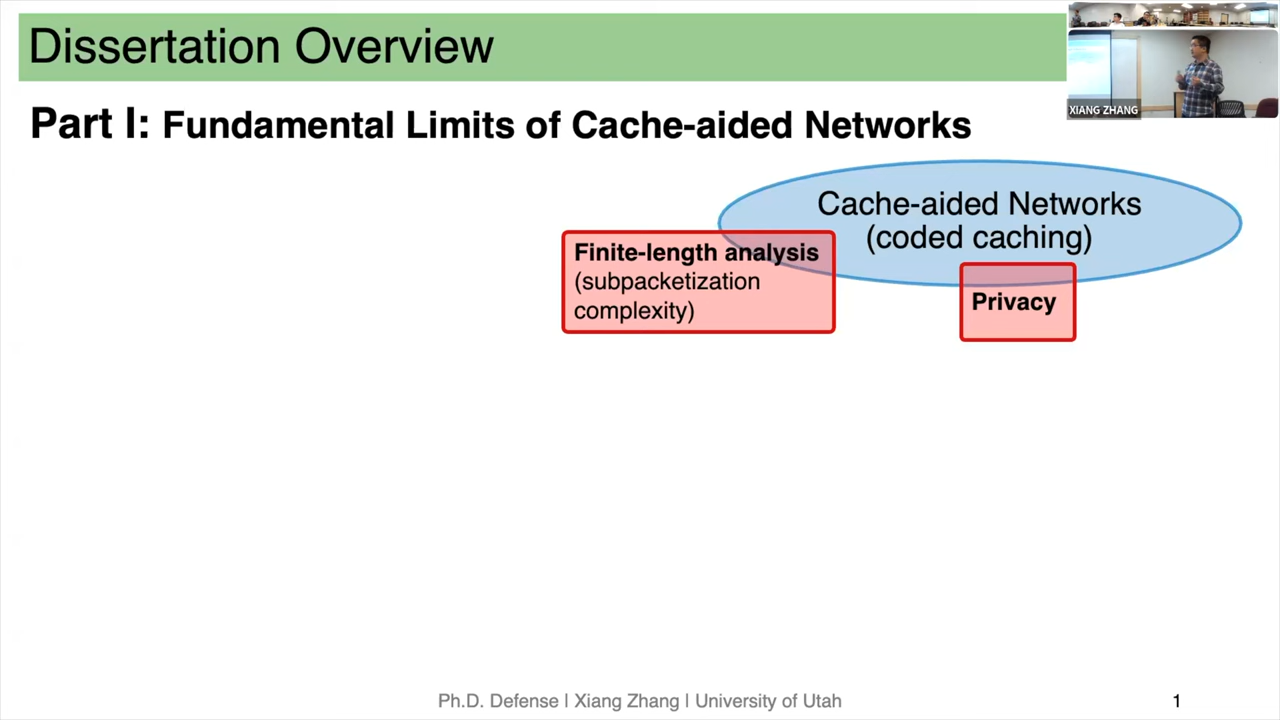 Dissertation Overview
XIANG ZHANG
Part I: Fundamental Limits of Cache-aided Networks
Cache-aided Networks
(coded caching)
Finite-length analysis
(subpacketization
complexity)
Privacy
Ph.D. Defense | Xiang Zhang | University of Utah
1